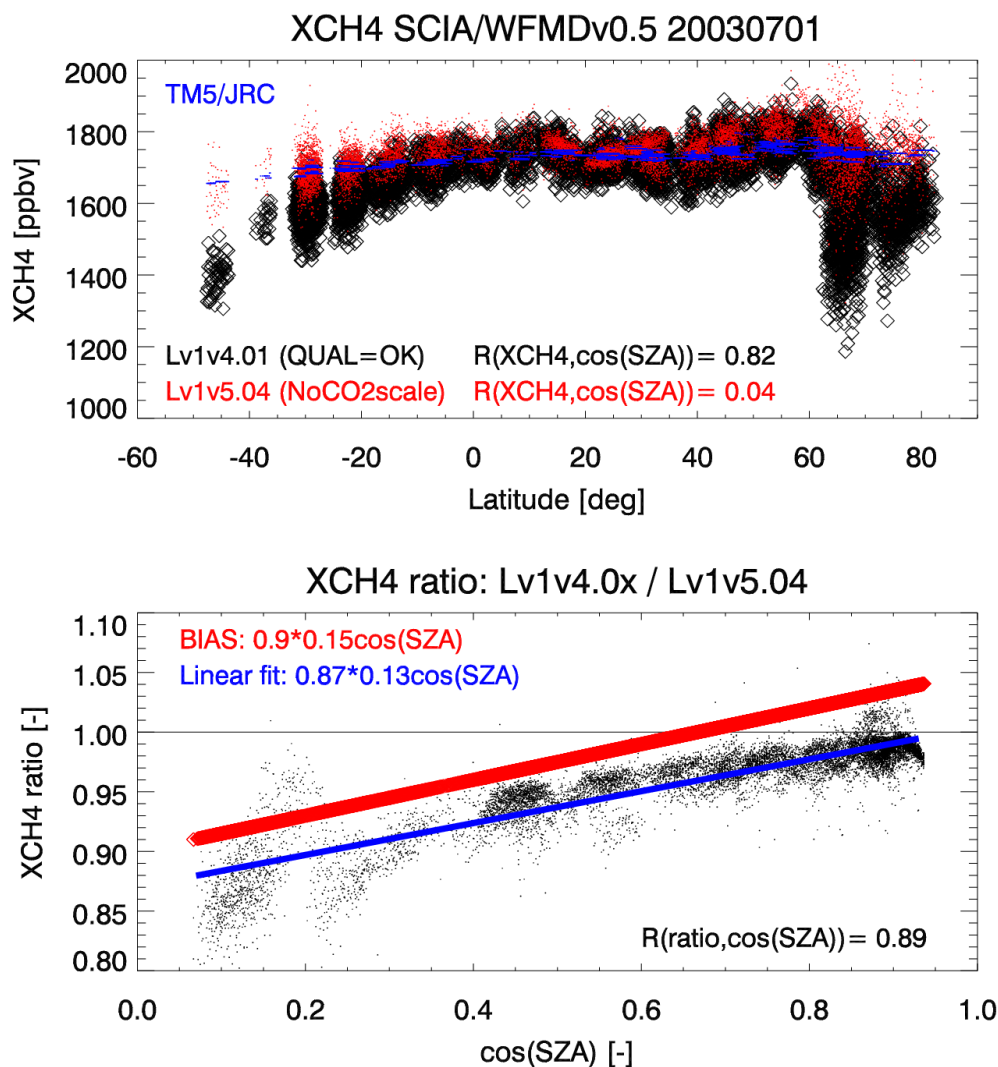 XCH4 SCIA/WFMDv0.5 20030701
2000
1800
1600
1400
1200
1000
XCH4 [ppbv]
TM5/JRC
Lv1v4.01 (QUAL=OK) R(XCH4,cos(SZA))= 0.82
Lv1v5.04 (NoCO2scale) R(XCH4,cos(SZA))= 0.04
-60 -40 -20 0 20 40 60 80
Latitude [deg]
XCH4 ratio: Lv1v4.0x / Lv1v5.04
1.10
1.05
1.00
0.95
0.90
0.85
0.80
XCH4 ratio [-]
BIAS: 0.9*0.15cos(SZA)
Linear fit: 0.87*0.13cos(SZA)
R(ratio,cos(SZA))= 0.89
0.0 0.2 0.4 0.6 0.8 1.0
cos(SZA) [-]